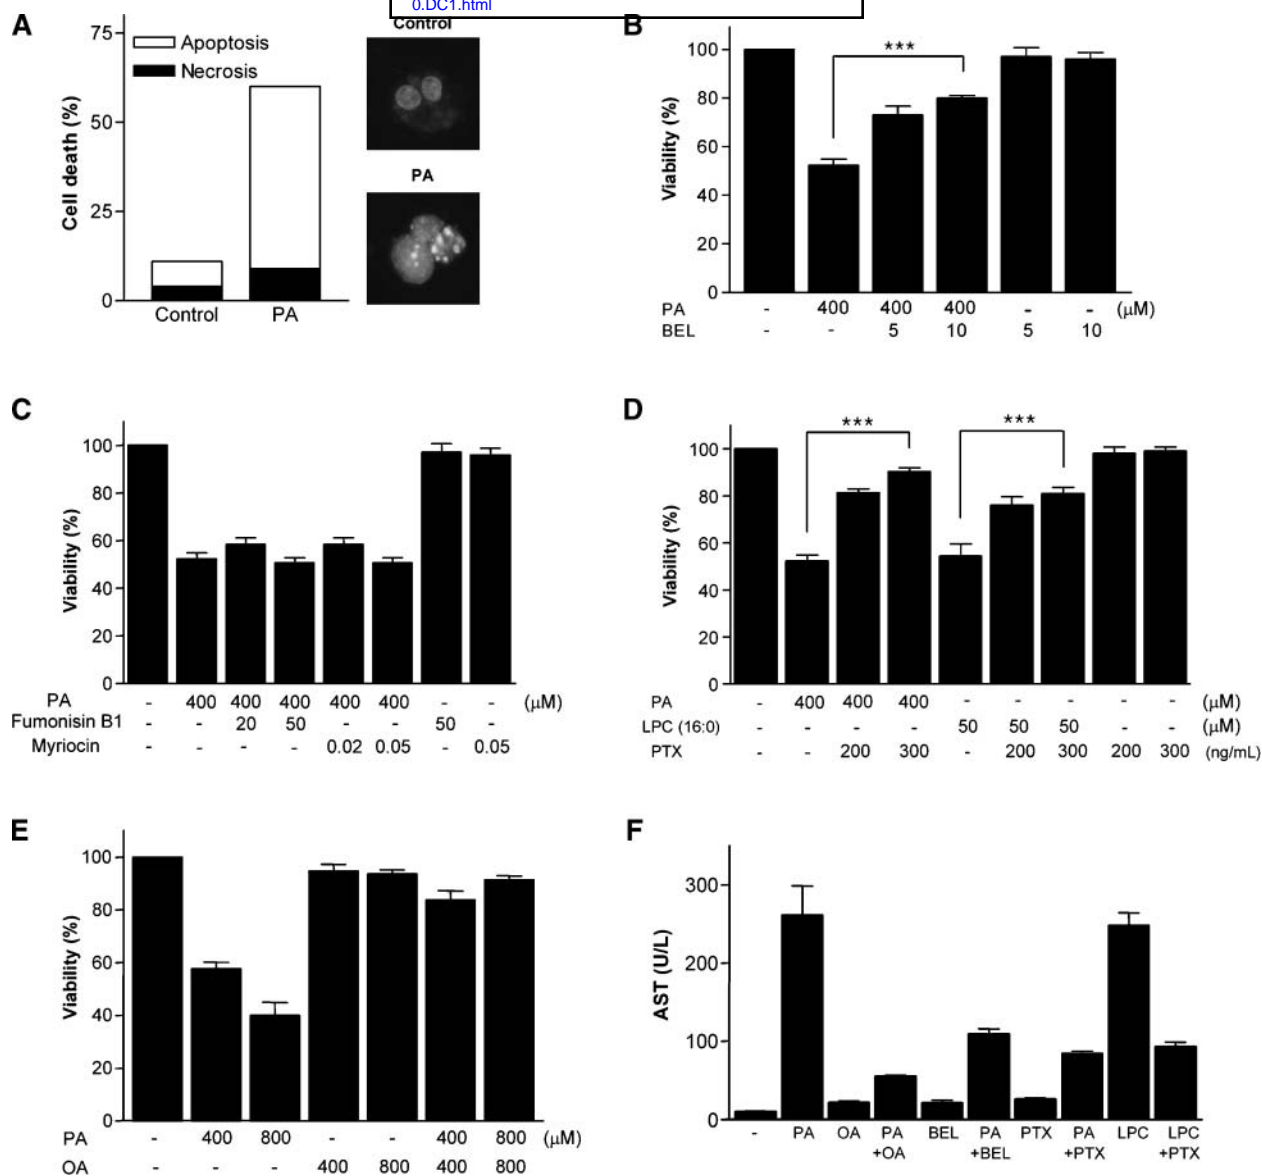 0.DC1.html
A
75
50
25
0
Cell death (%)
Apoptosis
Necrosis
Control PA
Control
PA
B
100
80
60
40
20
0
Viability (%)
***
PA - 400 400 400 - - (μM)
BEL - - 5 10 5 10
C
100
80
60
40
20
0
Viability (%)
PA - 400 400 400 400 400 - - (μM)
Fumonisin B1 - - 20 50 - - 50 -
Myriocin - - - - 0.02 0.05 - 0.05
D
100
80
60
40
20
0
Viability (%)
*** ***
PA - 400 400 400 - - - - - (μM)
LPC (16:0) - - - - 50 50 50 - - (μM)
PTX - - 200 300 - 200 300 200 300 (ng/mL)
E
100
80
60
40
20
0
Viability (%)
PA - 400 800 - - 400 800 (μM)
OA - - - 400 800 400 800
F
300
200
100
0
AST (U/L)
- PA OA PA BEL PA PTX PA LPC LPC
+OA +BEL +PTX +PTX